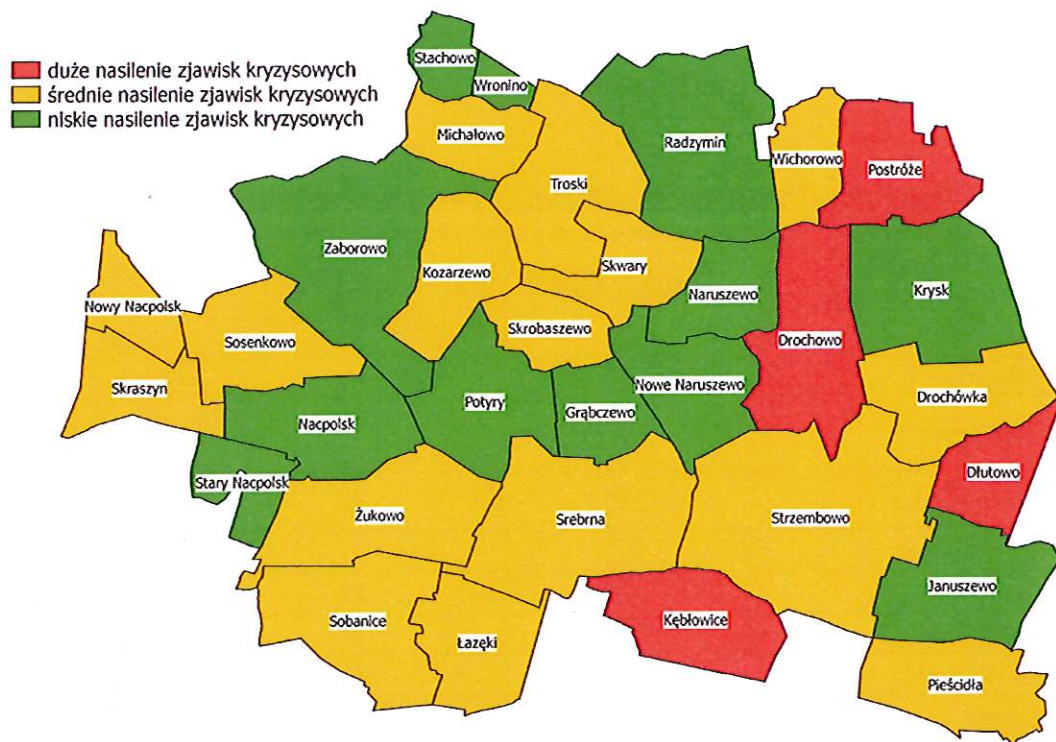 duże nasilenie zjawisk kryzysowych
średnie nasilenie zjawisk kryzysowych
niskie nasilenie zjawisk kryzysowych
Stachowo
Wronino
Michałowo
Radzymin
Wichorowo
Postróże
Troski
Zaborowo
Kozarzewo
Skwary
Naruszewo
Krysk
Nowy Nacpolsk
Sosenkowo
Skrobaszewo
Drochowo
Skraszyn
Nowe Naruszewo
Drochówka
Potyry
Grąbczewo
Nacpolsk
Dłutowo
Stary Nacpolsk
Żukowo
Srebrna
Strzembowo
Januszewo
Sobanice
Łazęki
Kębłowice
Pieścidła